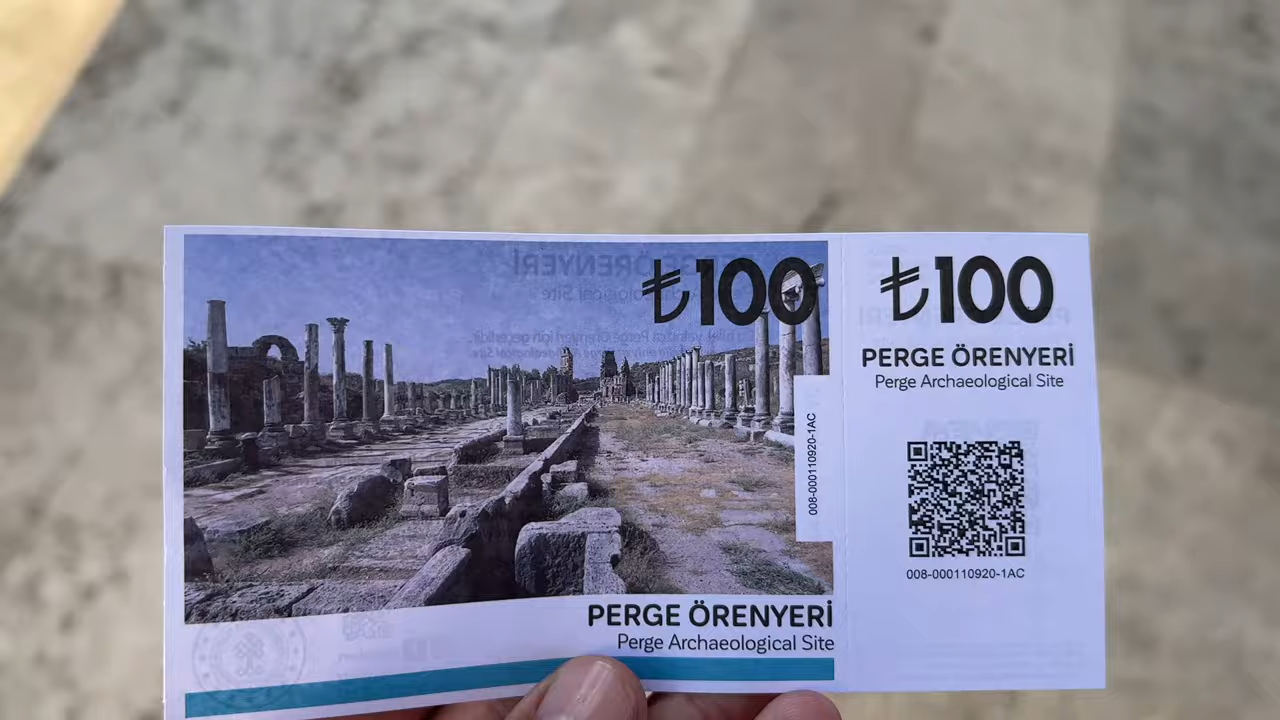 ₺100
008-000110920-1AC
PERGE ÖRENYERİ
Perge Archaeological Site
₺100
PERGE ÖRENYERİ
Perge Archaeological Site
008-000110920-1AC